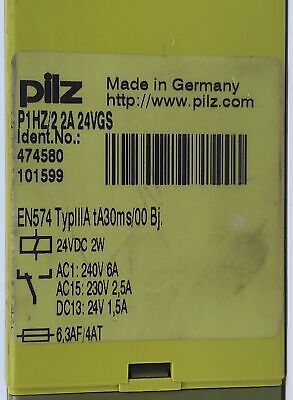 pilz
Made in Germany
http://www.pilz.com
P1HZ/2 2A 24VGS
Ident.No.:
474580
101599
EN574 TypIIIA tA30ms/00 Bj.
24VDC 2W
AC1: 240V 6A
AC15: 230V 2,5A
DC13: 24V 1,5A
6,3AF/4AT